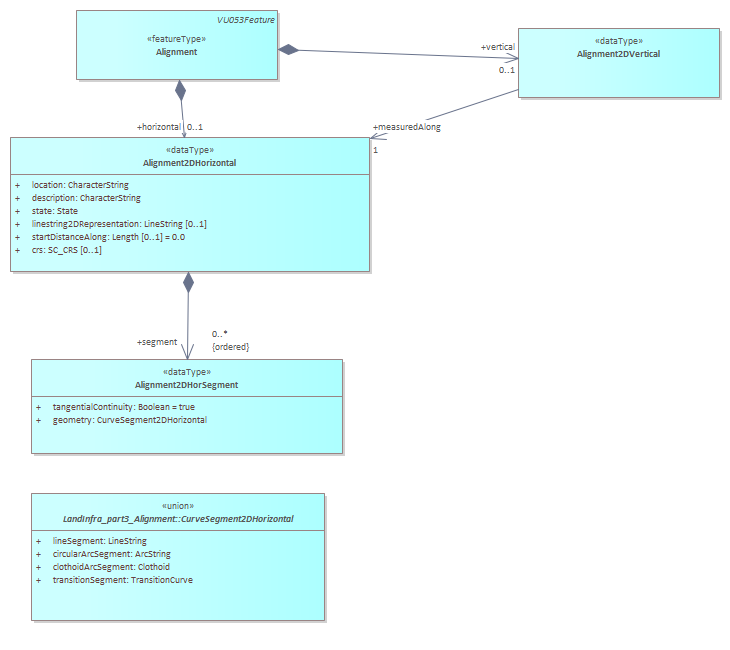 VU053Feature
«featureType»
Alignment
+vertical
0..1
«dataType»
Alignment2DVertical
+horizontal 0..1
+measuredAlong
1
«dataType»
Alignment2DHorizontal
+ location: CharacterString
+ description: CharacterString
+ state: State
+ linestring2DRepresentation: LineString [0..1]
+ startDistanceAlong: Length [0..1] = 0.0
+ crs: SC_CRS [0..1]
+segment
0..*
{ordered}
«dataType»
Alignment2DHorSegment
+ tangentialContinuity: Boolean = true
+ geometry: CurveSegment2DHorizontal
«union»
LandInfra_part3_Alignment::CurveSegment2DHorizontal
+ lineSegment: LineString
+ circularArcSegment: ArcString
+ clothoidArcSegment: Clothoid
+ transitionSegment: TransitionCurve